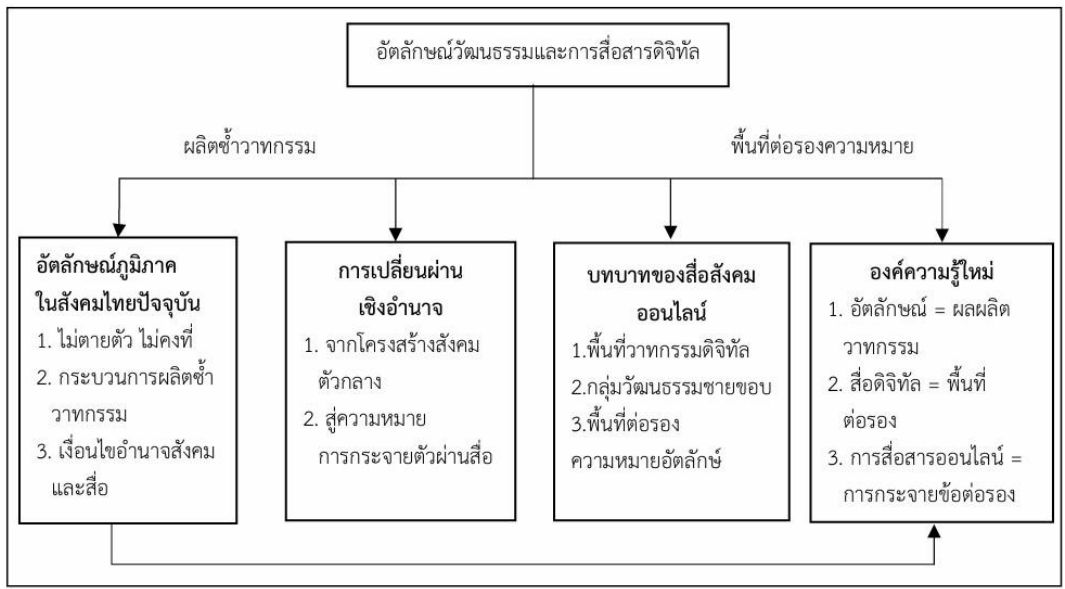 อัตลักษณ์วัฒนธรรมและการสื่อสารดิจิทัล
ผลิตซ้ำวาทกรรม
พื้นที่ต่อรองความหมาย
อัตลักษณ์ภูมิภาค
ในสังคมไทยปัจจุบัน
1. ไม่ตายตัว ไม่คงที่
2. กระบวนการผลิตซ้ำ
วาทกรรม
3. เงื่อนไขอำนาจสังคม
และสื่อ
การเปลี่ยนผ่าน
เชิงอำนาจ
1. จากโครงสร้างสังคม
ตัวกลาง
2. สู่ความหมาย
การกระจายตัวผ่านสื่อ
บทบาทของสื่อสังคม
ออนไลน์
1.พื้นที่วาทกรรมดิจิทัล
2.กลุ่มวัฒนธรรมชายขอบ
3.พื้นที่ต่อรอง
ความหมายอัตลักษ์
องค์ความรู้ใหม่
1. อัตลักษณ์ = ผลผลิต
วาทกรรม
2. สื่อดิจิทัล = พื้นที่
ต่อรอง
3. การสื่อสารออนไลน์ =
การกระจายข้อต่อรอง